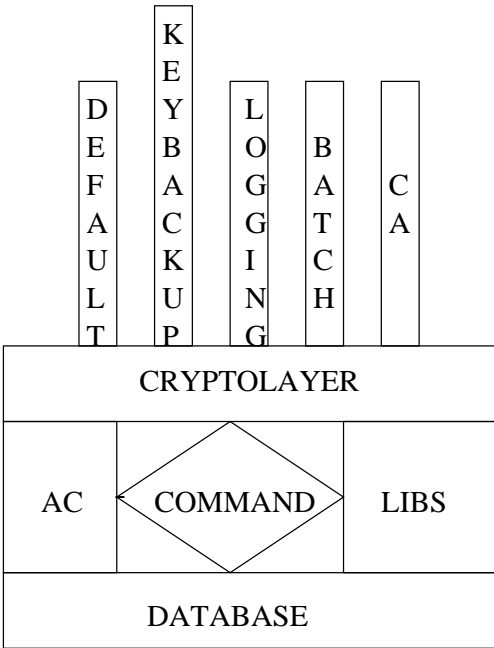 DEFAULT
KEYBACKUP
LOGGING
BATCH
CA
CRYPTOLAYER
AC
COMMAND
LIBS
DATABASE